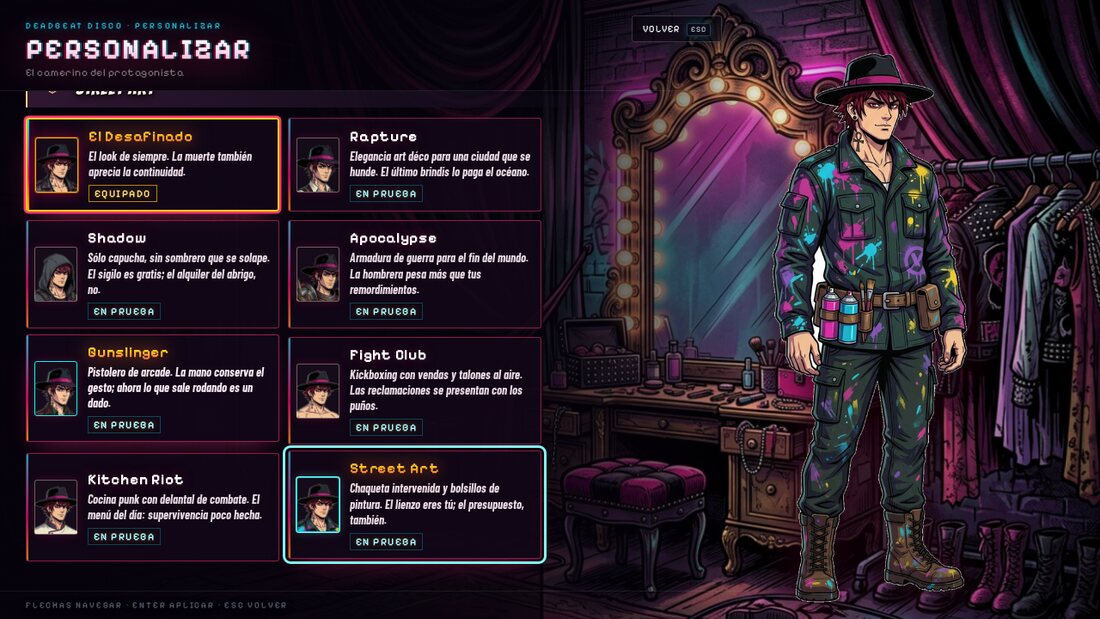 DEADBEAT DISCO · PERSONALIZAR
PERSONALIZAR
El camerino del protagonista
VOLVER ESC
STREET ART
El Desafinado
El look de siempre. La muerte también
aprecia la continuidad.
EQUIPADO
Rapture
Elegancia art déco para una ciudad que se
hunde. El último brindis lo paga el océano.
EN PRUEBA
Shadow
Sólo capucha, sin sombrero que se solape.
El sigilo es gratis; el alquiler del abrigo,
no.
EN PRUEBA
Apocalypse
Armadura de guerra para el fin del mundo.
La hombrera pesa más que tus
remordimientos.
EN PRUEBA
Gunslinger
Pistolero de arcade. La mano conserva el
gesto; ahora lo que sale rodando es un
dado.
EN PRUEBA
Fight Club
Kickboxing con vendas y talones al aire.
Las reclamaciones se presentan con los
puños.
EN PRUEBA
Kitchen Riot
Cocina punk con delantal de combate. El
menú del día: supervivencia poco hecha.
EN PRUEBA
Street Art
Chaqueta intervenida y bolsillos de
pintura. El lienzo eres tú; el presupuesto,
también.
EN PRUEBA
FLECHAS NAVEGAR · ENTER APLICAR · ESC VOLVER